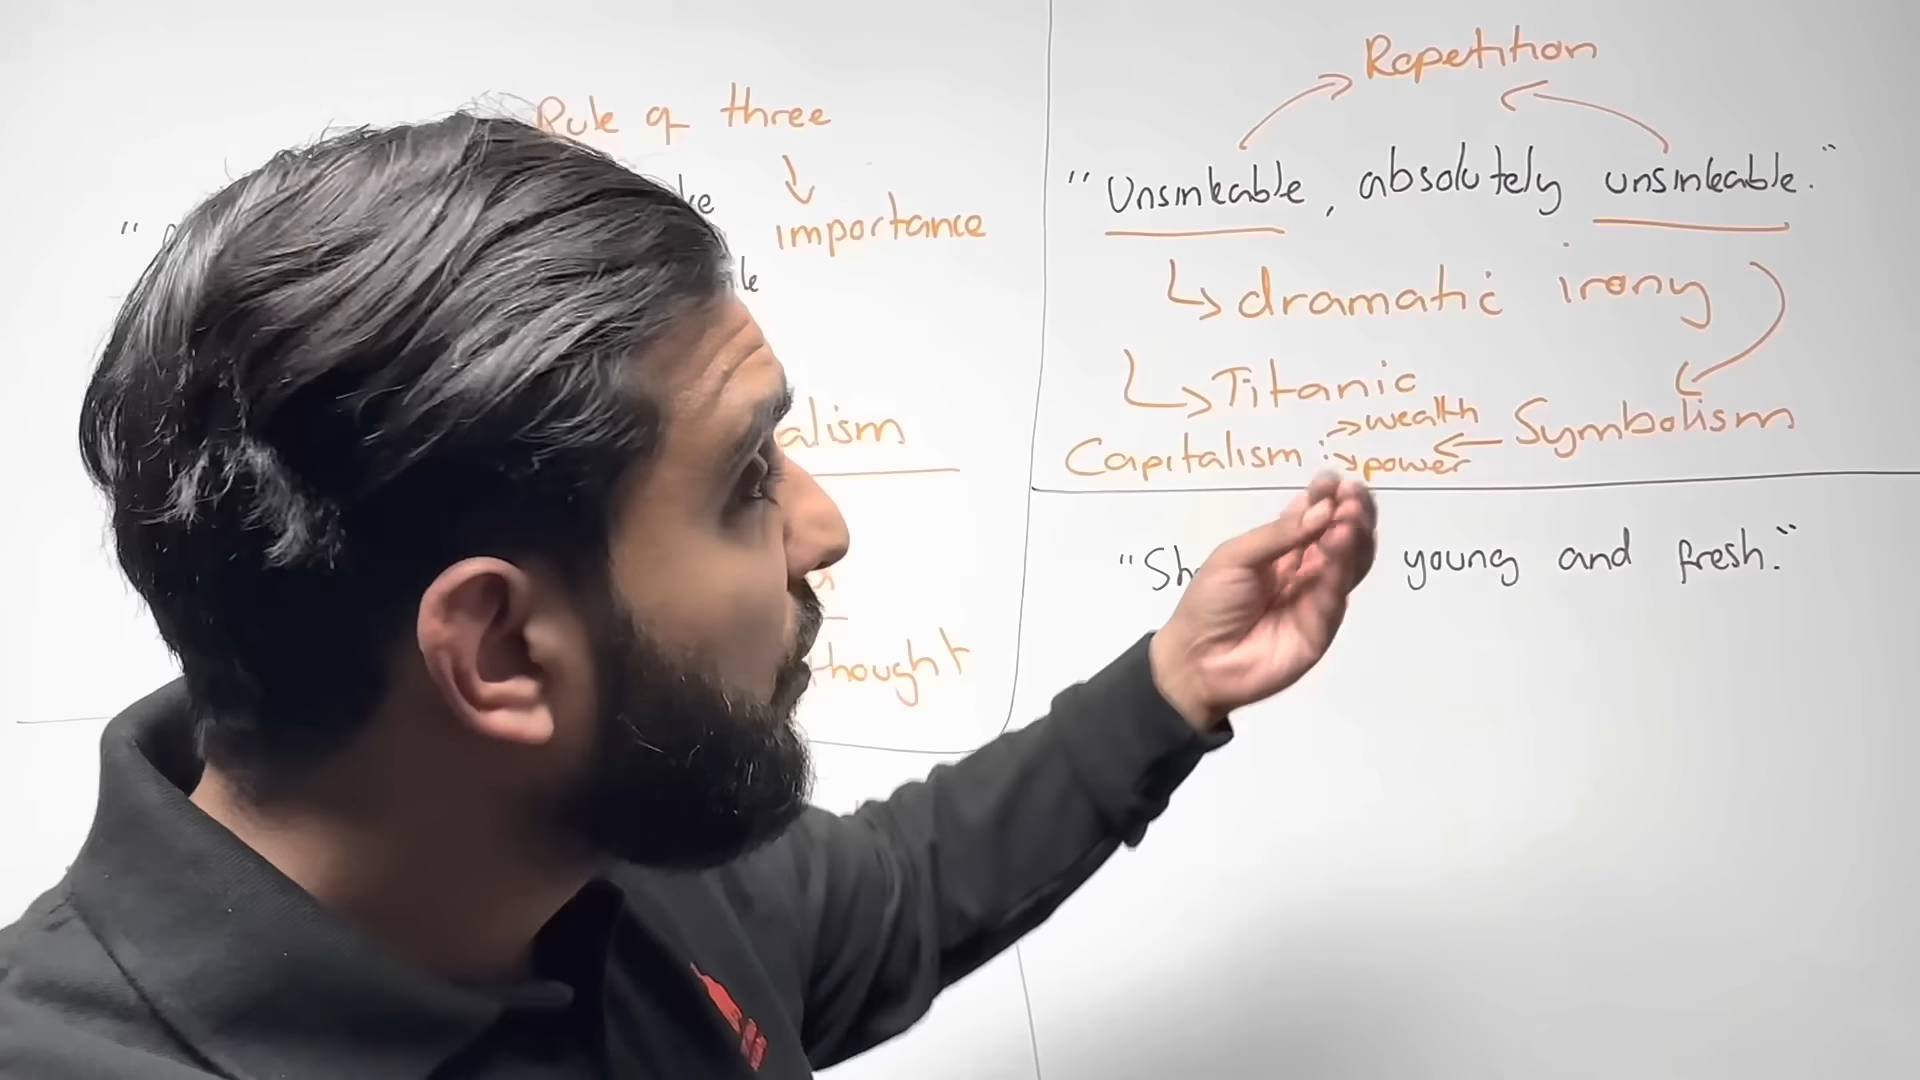 Rule of three
importance
alism
thought
Repetition
"Unsinkable, absolutely unsinkable."
dramatic irony
Titanic
wealth
Capitalism : power Symbolism
"Sh young and fresh."